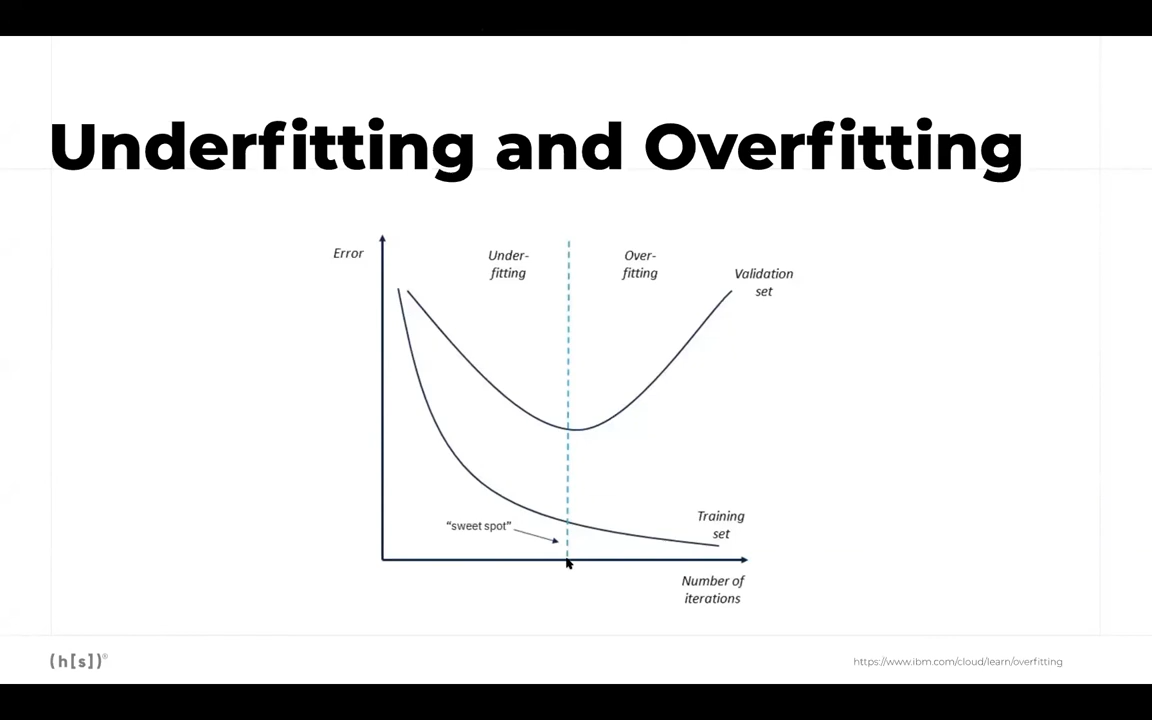 Underfitting and Overfitting
Error
Under-
fitting
Over-
fitting
Validation
set
“sweet spot”
Training
set
Number of
iterations
(h[s])®
https://www.ibm.com/cloud/learn/overfitting